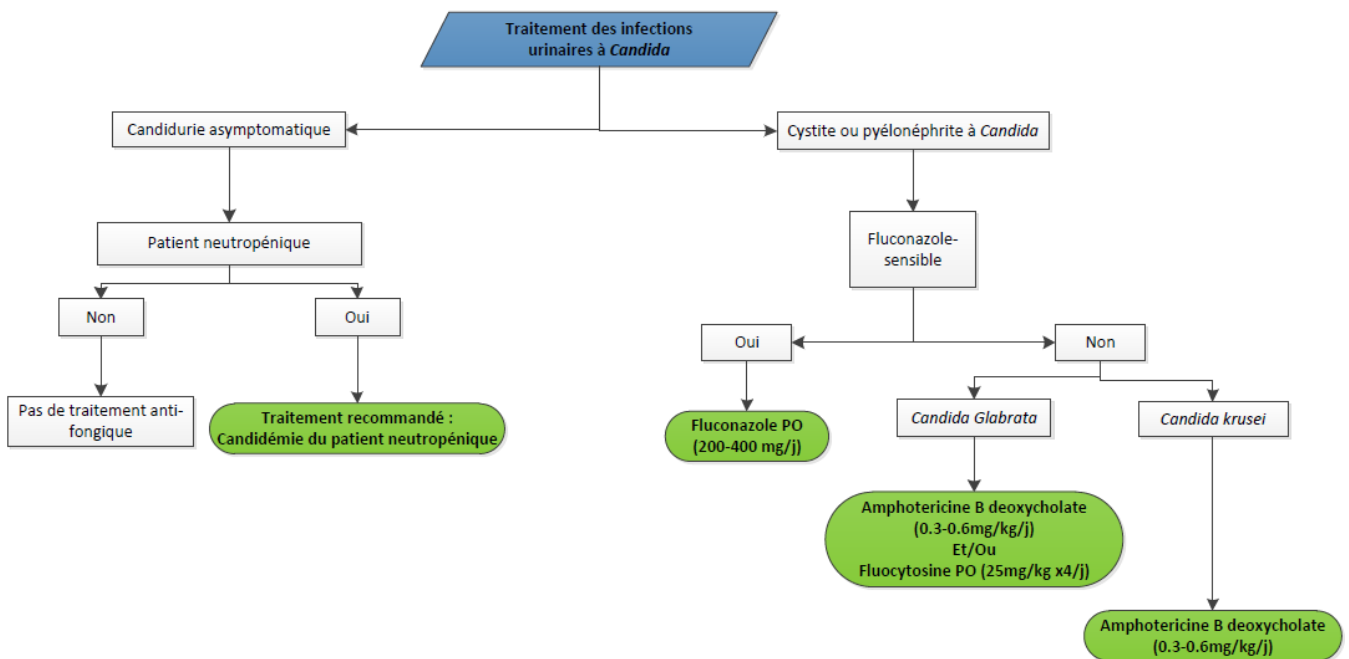 Traitement des infections
urinaires à Candida
Candidurie asymptomatique
Cystite ou pyélonéphrite à Candida
Patient neutropénique
Fluconazole-
sensible
Non
Oui
Oui
Non
Pas de traitement anti-
fongique
Traitement recommandé :
Candidémie du patient neutropénique
Fluconazole PO
(200-400 mg/j)
Candida Glabrata
Candida krusei
Amphotericine B deoxycholate
(0.3-0.6mg/kg/j)
Et/Ou
Fluocytosine PO (25mg/kg x4/j)
Amphotericine B deoxycholate
(0.3-0.6mg/kg/j)